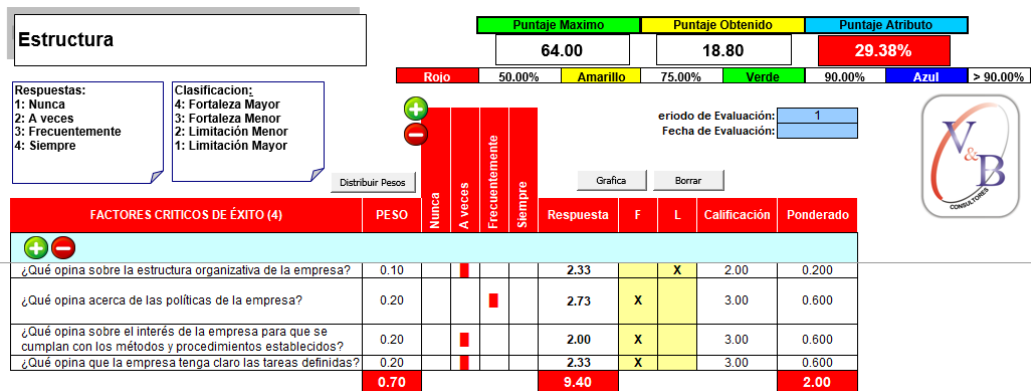 Estructura
Puntaje Maximo Puntaje Obtenido Puntaje Atributo
64.00 18.80 29.38%
Rojo 50.00% Amarillo 75.00% Verde 90.00% Azul > 90.00%
Respuestas:
1: Nunca
2: A veces
3: Frecuentemente
4: Siempre
Clasificacion:
4: Fortaleza Mayor
3: Fortaleza Menor
2: Limitación Menor
1: Limitación Mayor
eriodo de Evaluación: 1
Fecha de Evaluación:
V&B
CONSULTORES
Distribuir Pesos
Grafica Borrar
FACTORES CRITICOS DE ÉXITO (4) PESO Nunca A veces Frecuentemente Siempre Respuesta F L Calificación Ponderado
¿Qué opina sobre la estructura organizativa de la empresa? 0.10 2.33 X 2.00 0.200
¿Qué opina acerca de las políticas de la empresa? 0.20 2.73 X 3.00 0.600
¿Qué opina sobre el interés de la empresa para que se
cumplan con los métodos y procedimientos establecidos? 0.20 2.00 X 3.00 0.600
¿Qué opina que la empresa tenga claro las tareas definidas? 0.20 2.33 X 3.00 0.600
0.70 9.40 2.00